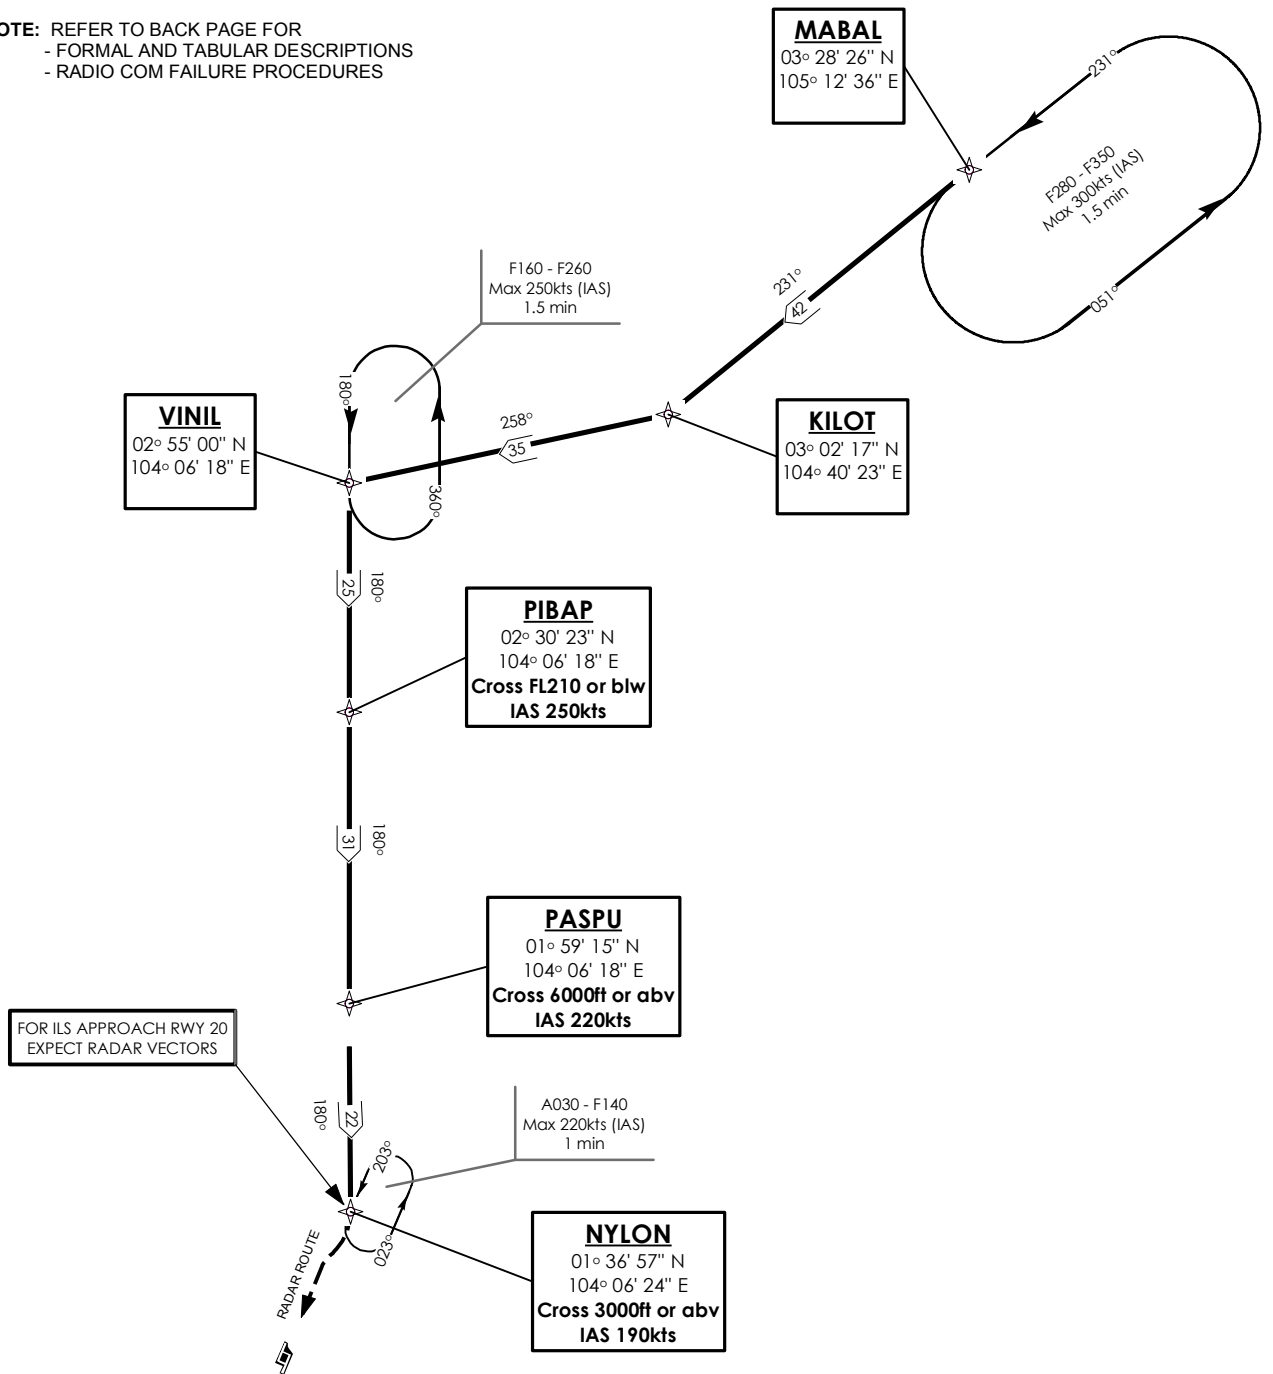 OTE: REFER TO BACK PAGE FOR
- FORMAL AND TABULAR DESCRIPTIONS
- RADIO COM FAILURE PROCEDURES
MABAL
03° 28' 26" N
105° 12' 36" E
231°
F280 - F350
Max 300kts (IAS)
1.5 min
051°
231°
42
F160 - F260
Max 250kts (IAS)
1.5 min
180°
360°
258°
35
VINIL
02° 55' 00" N
104° 06' 18" E
KILOT
03° 02' 17" N
104° 40' 23" E
25
180°
PIBAP
02° 30' 23" N
104° 06' 18" E
Cross FL210 or blw
IAS 250kts
31
180°
PASPU
01° 59' 15" N
104° 06' 18" E
Cross 6000ft or abv
IAS 220kts
FOR ILS APPROACH RWY 20
EXPECT RADAR VECTORS
22
180°
A030 - F140
Max 220kts (IAS)
1 min
203°
023°
RADAR ROUTE
NYLON
01° 36' 57" N
104° 06' 24" E
Cross 3000ft or abv
IAS 190kts